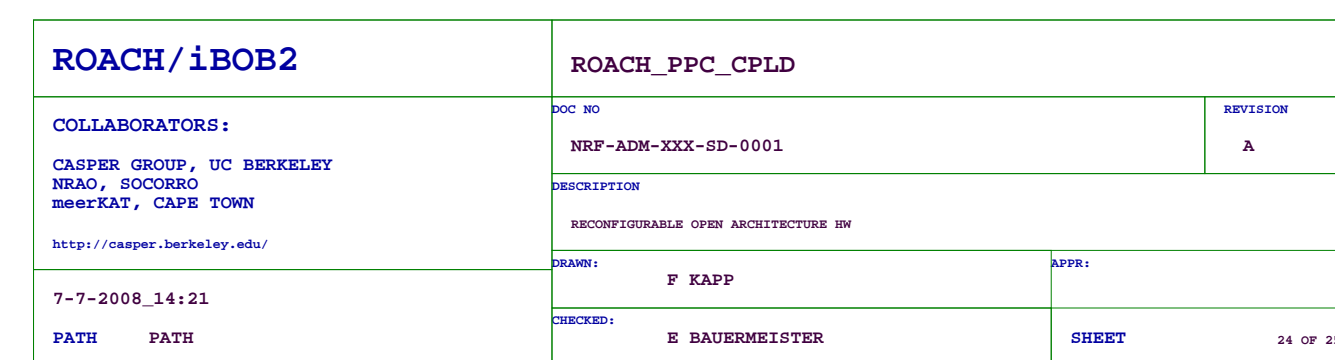 ROACH/iBOB2
ROACH_PPC_CPLD
COLLABORATORS:
CASPER GROUP, UC BERKELEY
NRAO, SOCORRO
meerKAT, CAPE TOWN
http://casper.berkeley.edu/
DOC NO
NRF-ADM-XXX-SD-0001
REVISION
A
DESCRIPTION
RECONFIGURABLE OPEN ARCHITECTURE HW
DRAWN:
F KAPP
APPR:
7-7-2008_14:21
PATH PATH
CHECKED:
E BAUERMEISTER
SHEET 24 OF